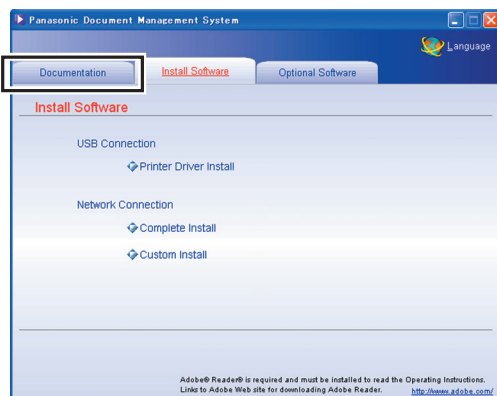 Panasonic Document Management System
Language
Documentation
Install Software
Optional Software
Install Software
USB Connection
Printer Driver Install
Network Connection
Complete Install
Custom Install
Adobe® Reader® is required and must be installed to read the Operating Instructions.
Links to Adobe Web site for downloading Adobe Reader.
http://www.adobe.com/